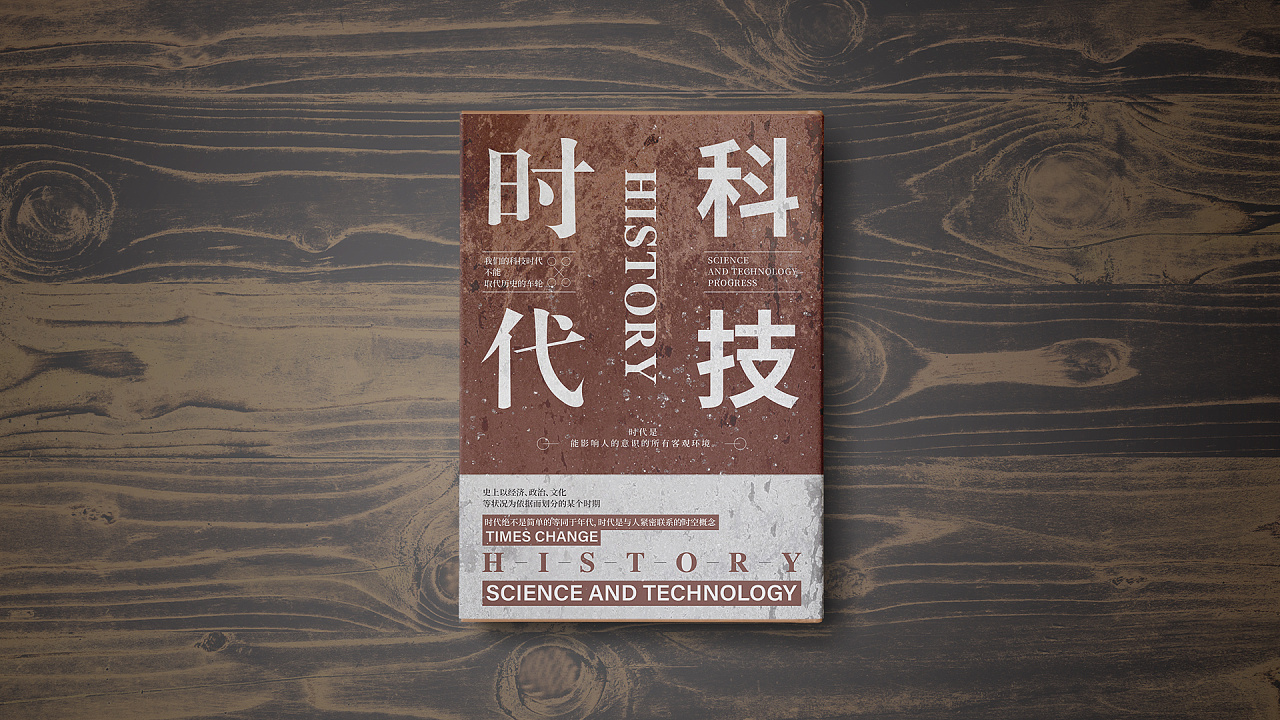 科技
时代
HISTORY
SCIENCE
AND TECHNOLOGY
PROGRESS
我们的科技时代
不能
取代历史的年轮
时代是
能影响人的意识的所有客观环境。
史上以经济、政治、文化
等状况为依据而划分的某个时期
时代绝不是简单的等同于年代,时代是与人紧密联系的时空概念
TIMES CHANGE
H-I-S-T-O-R-Y
SCIENCE AND TECHNOLOGY